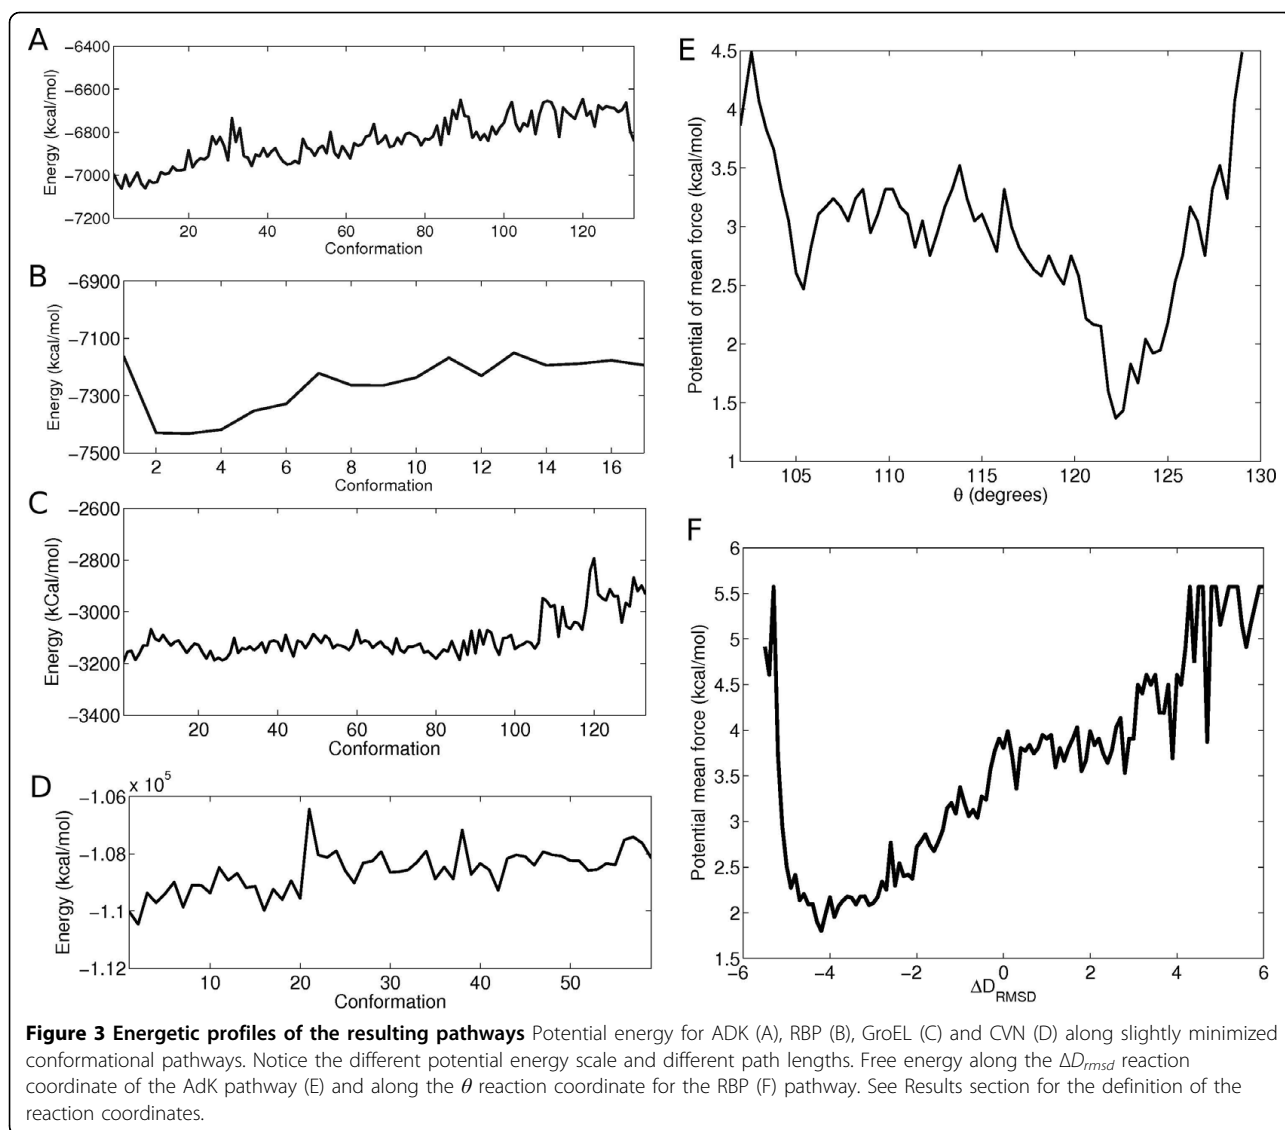 A
−6400
−6600
−6800
−7000
−7200
Energy (kcal/mol)
20 40 60 80 100 120
Conformation
B
−6900
−7100
−7300
−7500
Energy (kcal/mol)
2 4 6 8 10 12 14 16
Conformation
C
−2600
−2800
−3000
−3200
−3400
Energy (kCal/mol)
20 40 60 80 100 120
Conformation
D
x 10^5
−1.06
−1.08
−1.1
−1.12
Energy (kcal/mol)
10 20 30 40 50
Conformation
E
4.5
4
3.5
3
2.5
2
1.5
1
Potential of mean force (kcal/mol)
105 110 115 120 125 130
θ (degrees)
F
6
5.5
5
4.5
4
3.5
3
2.5
2
1.5
Potential mean force (kcal/mol)
−6 −4 −2 0 2 4 6
ΔD_RMSD
Figure 3 Energetic profiles of the resulting pathways Potential energy for ADK (A), RBP (B), GroEL (C) and CVN (D) along slightly minimized
conformational pathways. Notice the different potential energy scale and different path lengths. Free energy along the ΔD_rmsd reaction
coordinate of the AdK pathway (E) and along the θ reaction coordinate for the RBP (F) pathway. See Results section for the definition of the
reaction coordinates.